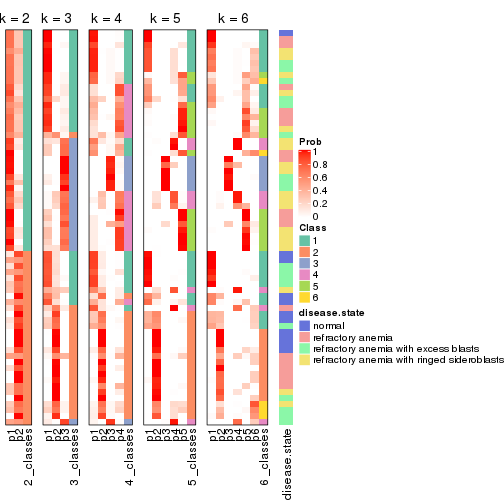 k = 2 k = 3 k = 4 k = 5 k = 6
Prob
1
0.8
0.6
0.4
0.2
0
Class
1
2
3
4
5
6
disease.state
normal
refractory anemia
refractory anemia with excess blasts
refractory anemia with ringed sideroblasts
p1 p2 2_classes p1 p2 p3 3_classes p1 p2 p3 p4 4_classes p1 p2 p3 p4 p5 5_classes p1 p2 p3 p4 p5 p6 6_classes disease.state